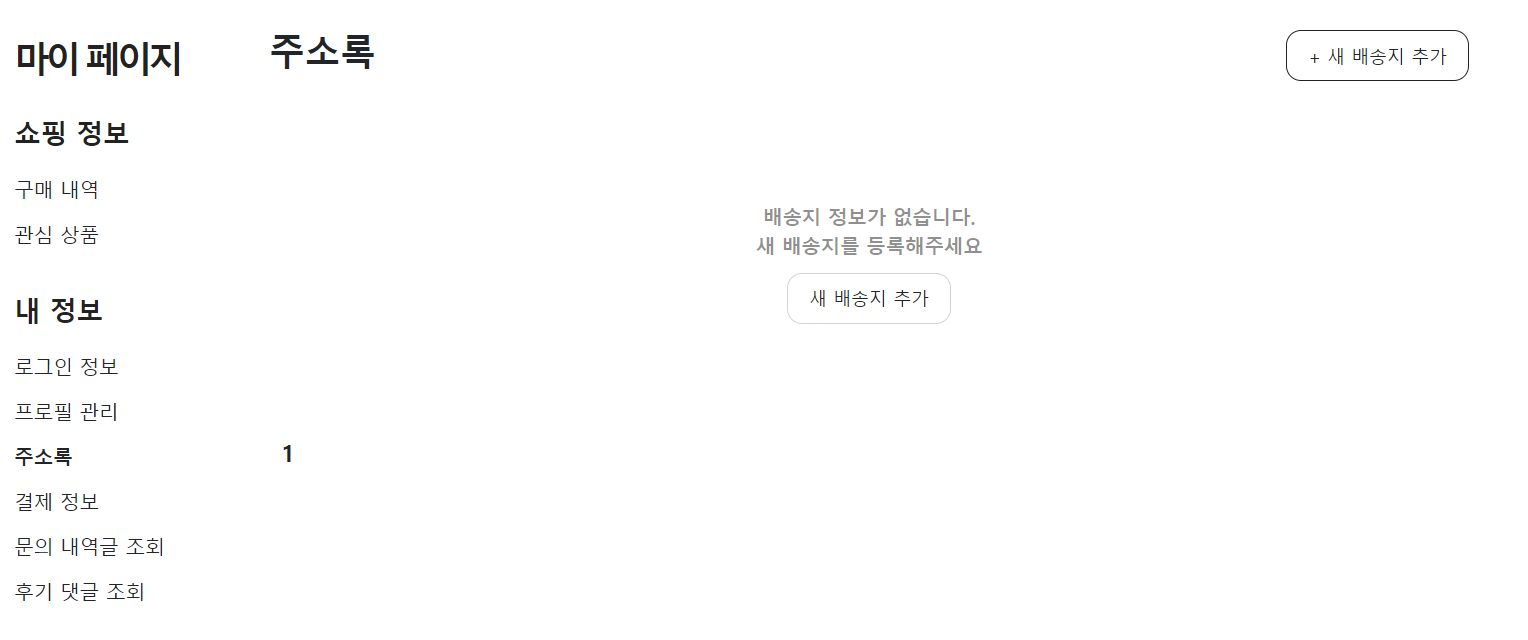 마이 페이지
쇼핑 정보
구매 내역
관심 상품
내 정보
로그인 정보
프로필 관리
주소록
결제 정보
문의 내역글 조회
후기 댓글 조회
주소록
+ 새 배송지 추가
배송지 정보가 없습니다.
새 배송지를 등록해주세요
새 배송지 추가
1